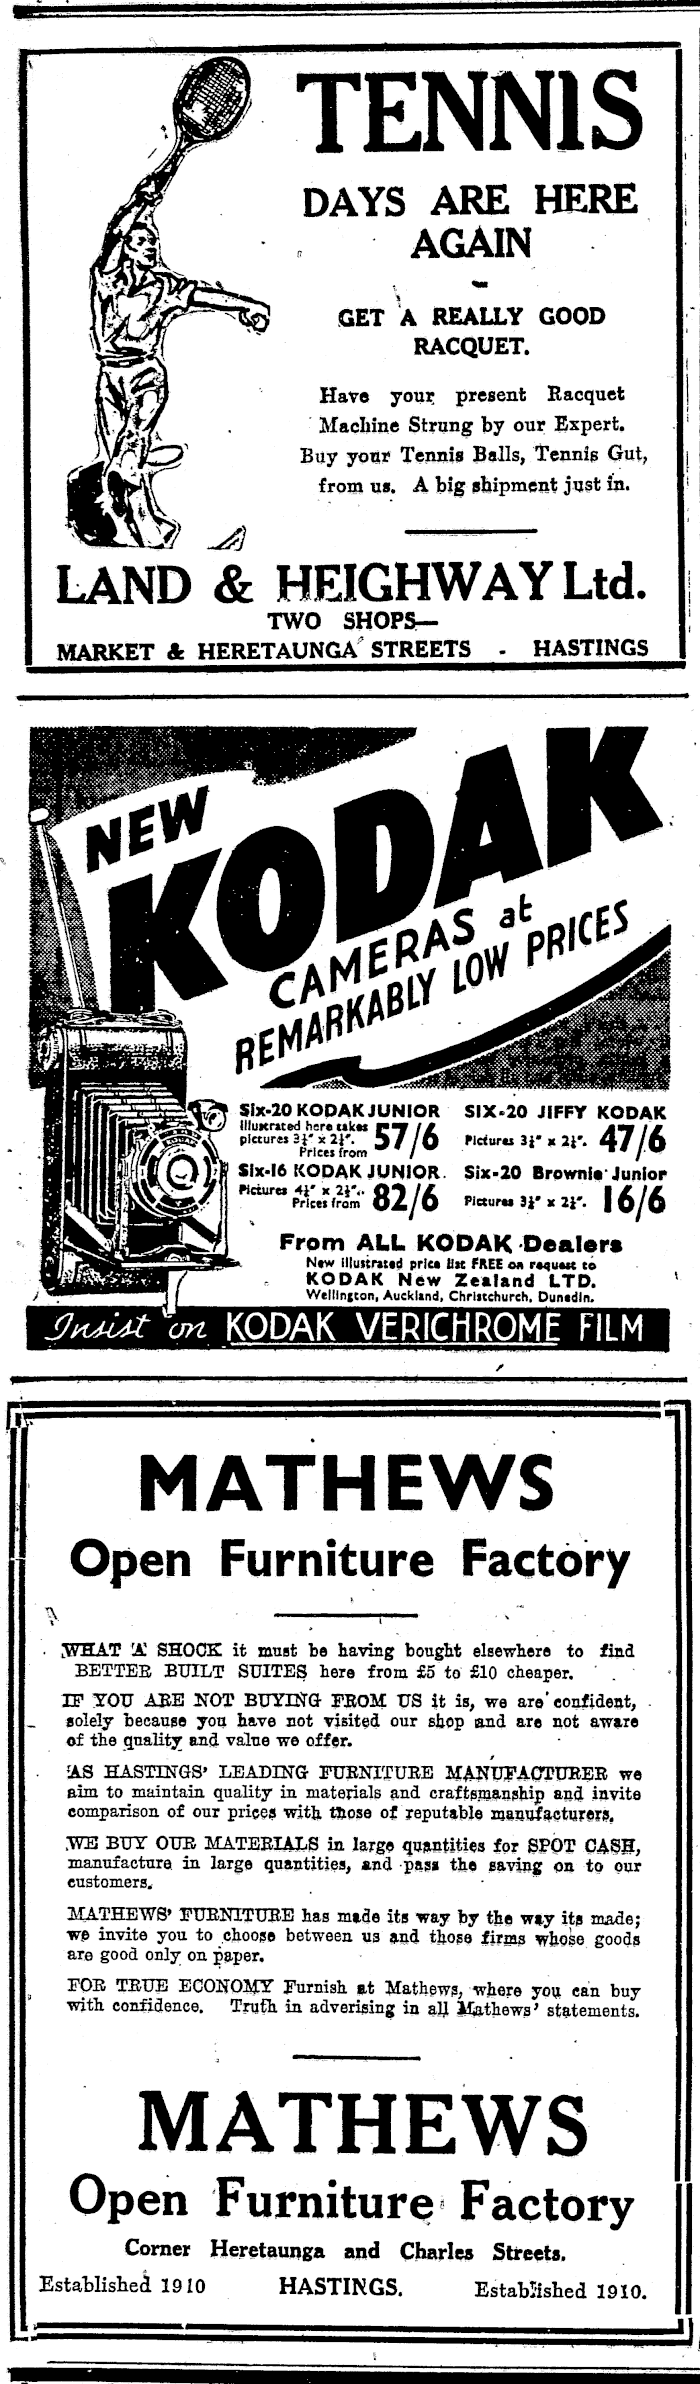 TENNIS
DAYS ARE HERE
AGAIN
GET A REALLY GOOD
RACQUET.
Have your present Racquet
Machine Strung by our Expert.
Buy your Tennis Balls, Tennis Gut,
from us. A big shipment just in.
LAND & HEIGHWAY Ltd.
TWO SHOPS—
MARKET & HERETAUNGA STREETS - HASTINGS
NEW
KODAK
CAMERAS at
REMARKABLY LOW PRICES
Six-20 KODAK JUNIOR
Illustrated here takes
pictures 3¼" x 2¼".
Prices from 57/6
SIX-20 JIFFY KODAK
Pictures 3¼" x 2¼". 47/6
Six-16 KODAK JUNIOR.
Pictures 4¼" x 2½".
Prices from 82/6
Six-20 Brownie Junior
Pictures 3¼" x 2¼". 16/6
From ALL KODAK Dealers
New illustrated price list FREE on request to
KODAK New Zealand LTD.
Wellington, Auckland, Christchurch, Dunedin.
Insist on KODAK VERICHROME FILM
MATHEWS
Open Furniture Factory
WHAT A SHOCK it must be having bought elsewhere to find
BETTER BUILT SUITES here from £5 to £10 cheaper.
IF YOU ARE NOT BUYING FROM US it is, we are confident,
solely because you have not visited our shop and are not aware
of the quality and value we offer.
AS HASTINGS' LEADING FURNITURE MANUFACTURER we
aim to maintain quality in materials and craftsmanship and invite
comparison of our prices with those of reputable manufacturers.
WE BUY OUR MATERIALS in large quantities for SPOT CASH,
manufacture in large quantities, and pass the saving on to our
customers.
MATHEWS' FURNITURE has made its way by the way its made;
we invite you to choose between us and those firms whose goods
are good only on paper.
FOR TRUE ECONOMY Furnish at Mathews, where you can buy
with confidence. Truth in adverising in all Mathews' statements.
MATHEWS
Open Furniture Factory
Corner Heretaunga and Charles Streets.
Established 1910 HASTINGS. Established 1910.